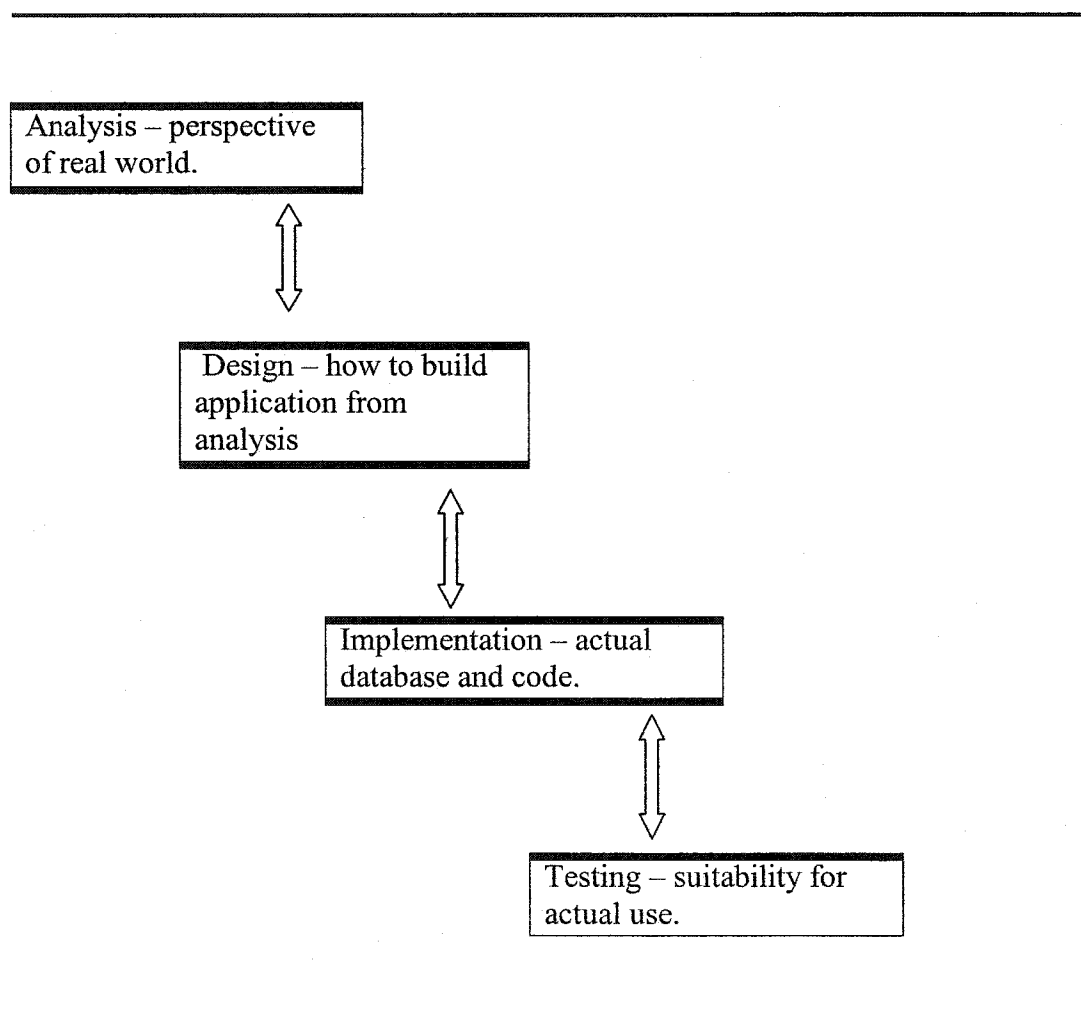 Analysis – perspective
of real world.
Design – how to build
application from
analysis
Implementation – actual
database and code.
Testing – suitability for
actual use.